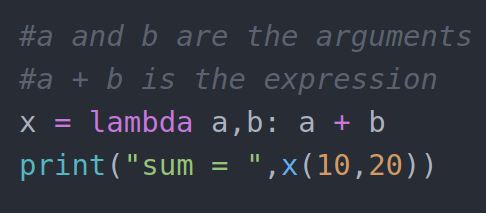 #a and b are the arguments
#a + b is the expression
x = lambda a,b: a + b
print("sum = ",x(10,20))